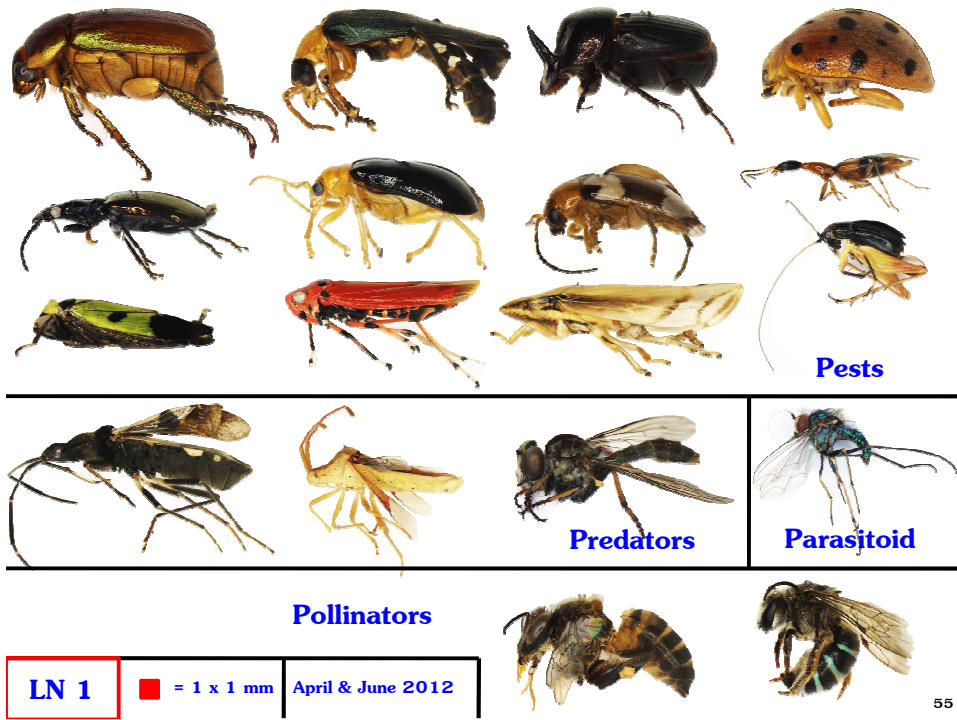 Pests
Predators
Parasitoid
Pollinators
LN 1
= 1 x 1 mm
April & June 2012
55